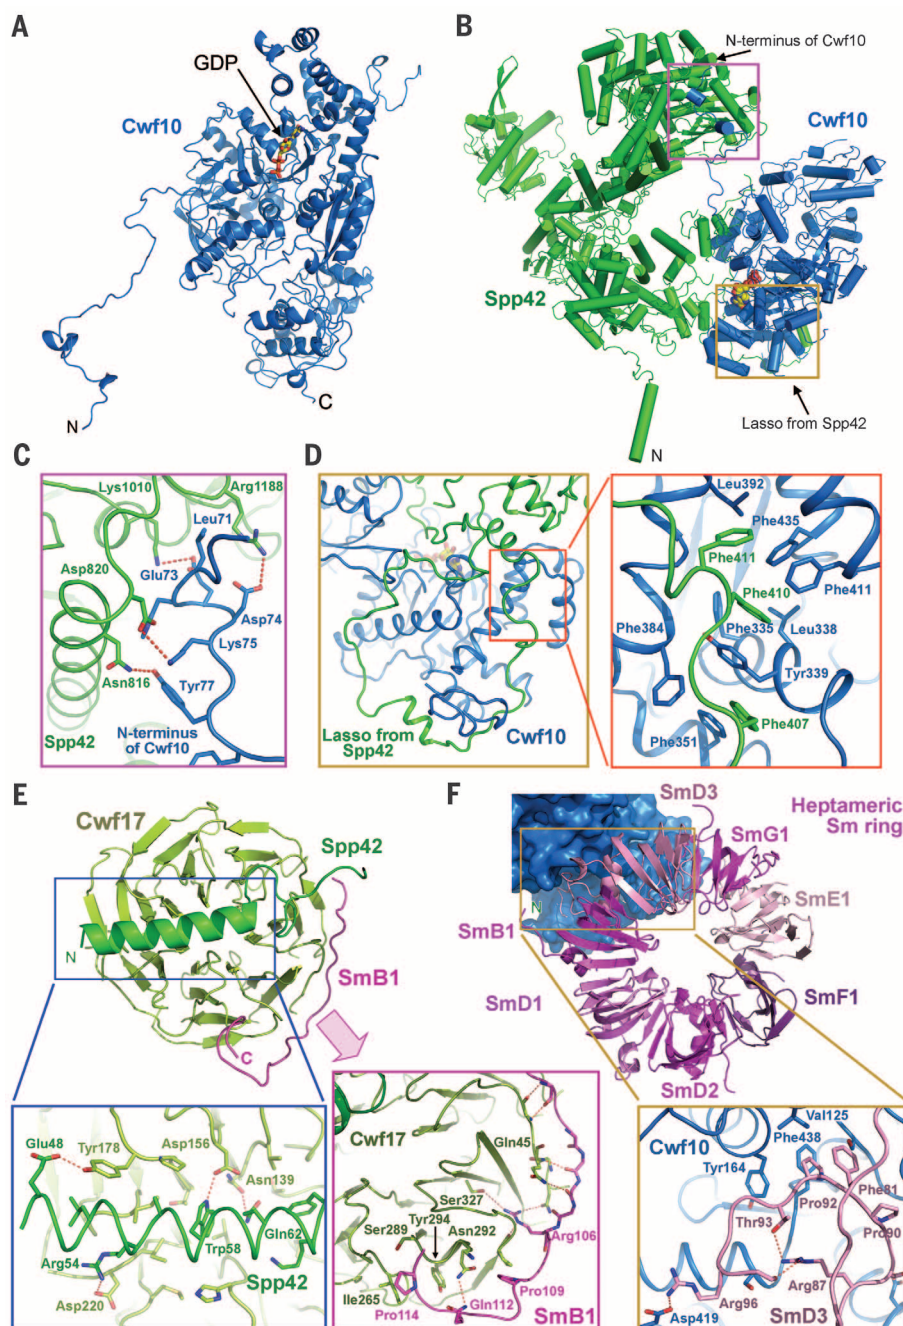 A
GDP
Cwf10
N
C
B
N-terminus of Cwf10
Cwf10
Spp42
Lasso from Spp42
N
C
Lys1010
Arg1188
Leu71
Asp820
Glu73
Asp74
Lys75
Asn816
Tyr77
Spp42
N-terminus
of Cwf10
D
Lasso from
Spp42
Cwf10
Leu392
Phe435
Phe411
Phe411
Phe410
Phe384
Phe335
Leu338
Tyr339
Phe407
Phe351
E
Cwf17
Spp42
N
SmB1
C
Glu48
Tyr178
Asp156
Asn139
Arg54
Trp58
Gln62
Asp220
Spp42
Cwf17
Gln45
Ser327
Tyr294
Ser289
Asn292
Arg106
Ile265
Pro109
Pro114
Gln112
SmB1
F
SmD3
Heptameric
Sm ring
SmG1
N
SmE1
SmB1
SmD1
SmF1
SmD2
Cwf10
Val125
Phe438
Tyr164
Phe81
Pro92
Thr93
Pro90
Arg87
Arg96
Asp419
SmD3